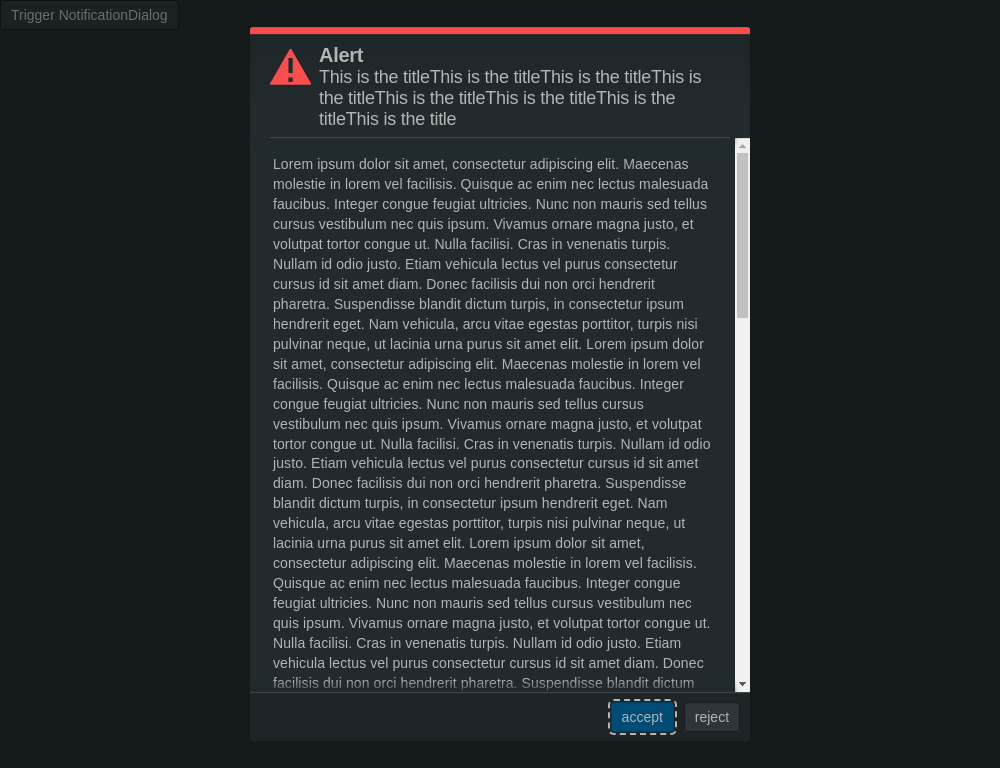 Trigger NotificationDialog
Alert
This is the titleThis is the titleThis is the titleThis is
the titleThis is the titleThis is the titleThis is the
titleThis is the title
Lorem ipsum dolor sit amet, consectetur adipiscing elit. Maecenas
molestie in lorem vel facilisis. Quisque ac enim nec lectus malesuada
faucibus. Integer congue feugiat ultricies. Nunc non mauris sed tellus
cursus vestibulum nec quis ipsum. Vivamus ornare magna justo, et
volutpat tortor congue ut. Nulla facilisi. Cras in venenatis turpis.
Nullam id odio justo. Etiam vehicula lectus vel purus consectetur
cursus id sit amet diam. Donec facilisis dui non orci hendrerit
pharetra. Suspendisse blandit dictum turpis, in consectetur ipsum
hendrerit eget. Nam vehicula, arcu vitae egestas porttitor, turpis nisi
pulvinar neque, ut lacinia urna purus sit amet elit. Lorem ipsum dolor
sit amet, consectetur adipiscing elit. Maecenas molestie in lorem vel
facilisis. Quisque ac enim nec lectus malesuada faucibus. Integer
congue feugiat ultricies. Nunc non mauris sed tellus cursus
vestibulum nec quis ipsum. Vivamus ornare magna justo, et volutpat
tortor congue ut. Nulla facilisi. Cras in venenatis turpis. Nullam id odio
justo. Etiam vehicula lectus vel purus consectetur cursus id sit amet
diam. Donec facilisis dui non orci hendrerit pharetra. Suspendisse
blandit dictum turpis, in consectetur ipsum hendrerit eget. Nam
vehicula, arcu vitae egestas porttitor, turpis nisi pulvinar neque, ut
lacinia urna purus sit amet elit. Lorem ipsum dolor sit amet,
consectetur adipiscing elit. Maecenas molestie in lorem vel facilisis.
Quisque ac enim nec lectus malesuada faucibus. Integer congue
feugiat ultricies. Nunc non mauris sed tellus cursus vestibulum nec
quis ipsum. Vivamus ornare magna justo, et volutpat tortor congue ut.
Nulla facilisi. Cras in venenatis turpis. Nullam id odio justo. Etiam
vehicula lectus vel purus consectetur cursus id sit amet diam. Donec
facilisis dui non orci hendrerit pharetra. Suspendisse blandit dictum
accept reject